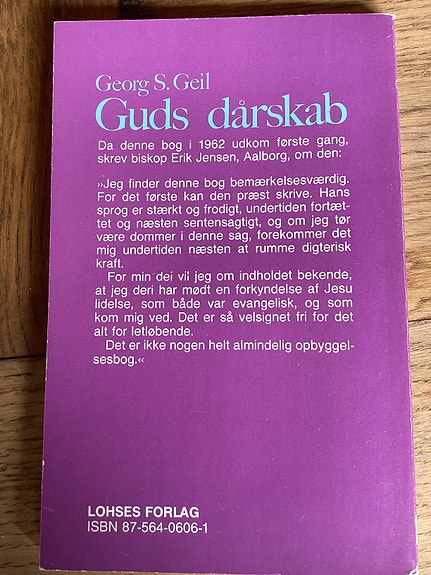 Georg S. Geil
Guds dårskab
Da denne bog i 1962 udkom første gang,
skrev biskop Erik Jensen, Aalborg, om den:
»Jeg finder denne bog bemærkelsesværdig.
For det første kan den præst skrive. Hans
sprog er stærkt og frodigt, undertiden fortæt-
tet og næsten sentensagtigt, og om jeg tør
være dommer i denne sag, forekommer det
mig undertiden næsten at rumme digterisk
kraft.
For min dei vil jeg om indholdet bekende,
at jeg deri har mødt en forkyndelse af Jesu
lidelse, som både var evangelisk, og som
kom mig ved. Det er så velsignet fri for det
alt for letløbende.
Det er ikke nogen helt almindelig opbyggel-
sesbog.«
LOHSES FORLAG
ISBN 87-564-0606-1